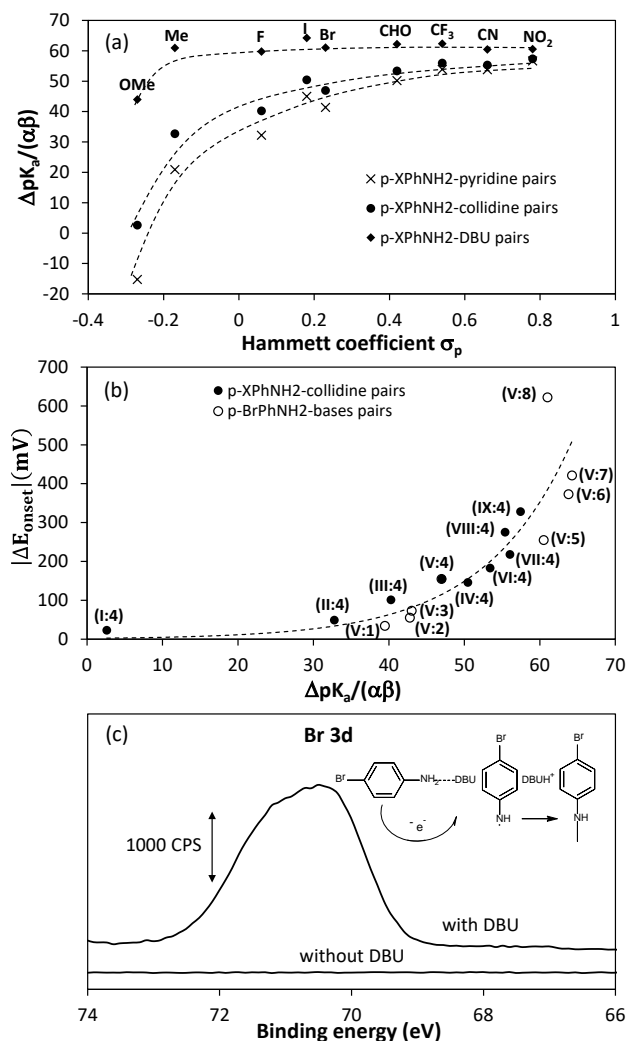 (a)
ΔpKₐ/(αβ)
70
60
50
40
30
20
10
0
-10
-20
OMe
Me
F
I
Br
CHO
CF₃
CN
NO₂
p-XPhNH2-pyridine pairs
p-XPhNH2-collidine pairs
p-XPhNH2-DBU pairs
-0.4 -0.2 0 0.2 0.4 0.6 0.8 1
Hammett coefficient σₚ
(b)
|ΔEₒₙₛₑₜ|(mV)
700
600
500
400
300
200
100
0
p-XPhNH2-collidine pairs
p-BrPhNH2-bases pairs
(V:8)
(V:7)
(V:6)
(IX:4)
(VIII:4)
(V:5)
(VII:4)
(V:4)
(VI:4)
(III:4)
(IV:4)
(II:4)
(V:3)
(V:1)
(V:2)
(I:4)
0 10 20 30 40 50 60 70
ΔpKₐ/(αβ)
(c)
Br 3d
Br
NH₂
DBU
- e⁻
Br
NH
DBUH⁺
Br
NH
1000 CPS
with DBU
without DBU
74 72 70 68 66
Binding energy (eV)